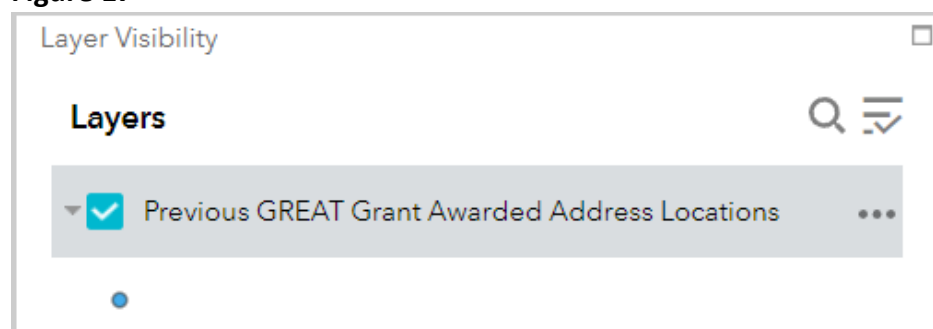 Layer Visibility
Layers
Previous GREAT Grant Awarded Address Locations